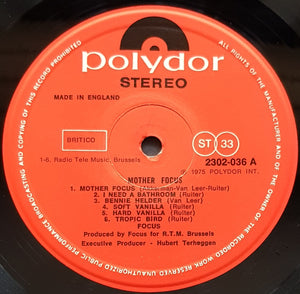 polydor
STEREO
MADE IN ENGLAND
BRITICO
ST 33
1-6, Radio Tele Music, Brussels
2302-036 A
℗ 1975 POLYDOR INT.
MOTHER FOCUS
1. MOTHER FOCUS (Akkerman-Van Leer-Ruiter)
2. I NEED A BATHROOM (Ruiter)
3. BENNIE HELDER (Van Leer)
4. SOFT VANILLA (Ruiter)
5. HARD VANILLA (Ruiter)
6. TROPIC BIRD (Ruiter)
FOCUS
Produced by Focus for R.T.M. Brussels
Executive Producer - Hubert Terheggen
ALL RIGHTS OF THE MANUFACTURER AND OF THE OWNER OF THE RECORDED WORK RESERVED UNAUTHORISED PUBLIC PERFORMANCE BROADCASTING AND COPYING OF THIS RECORD PROHIBITED